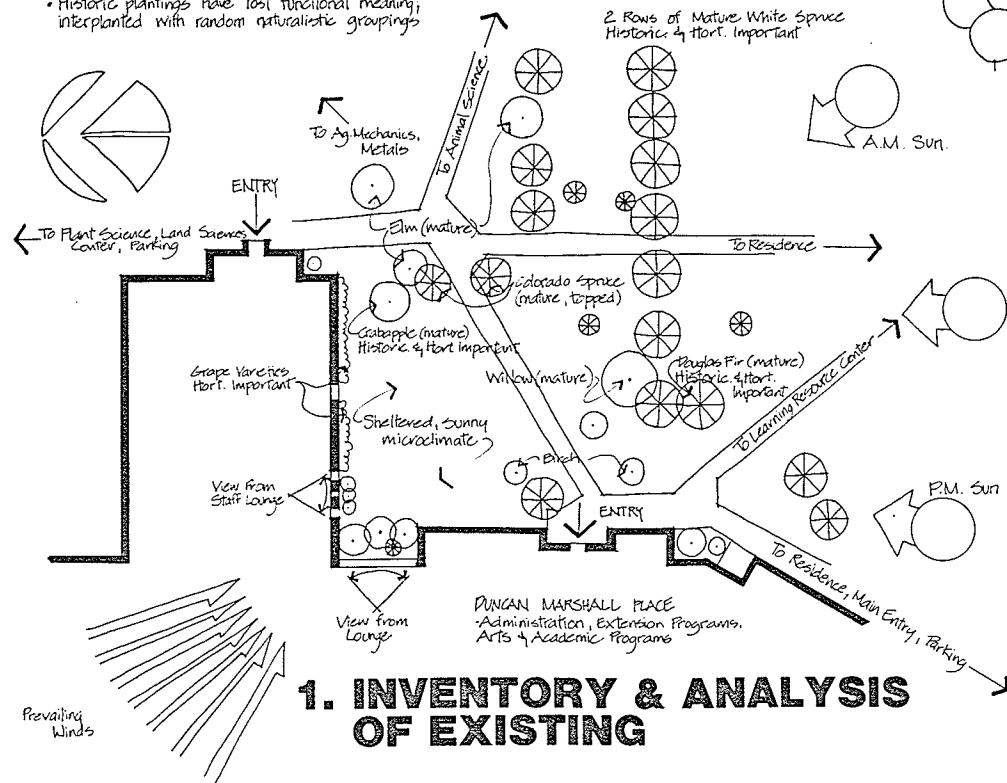 • Historic plantings have lost functional meaning;
interplanted with random naturalistic groupings
2 Rows of Mature White Spruce
Historic & Hort. Important
To Animal Science
To Ag. Mechanics,
Metals
A.M. Sun.
ENTRY
To Plant Science, Land Sciences
Center, Parking
Elm (mature)
To Residence
Colorado Spruce
(mature, topped)
Crabapple (mature)
Historic & Hort Important
Grape Varieties
Hort. Important
Willow (mature)
Douglas Fir (mature)
Historic & Hort.
Important
To Learning Resource Center
Sheltered, sunny
microclimate
Birch
View from
Staff Lounge
P.M. Sun
ENTRY
To Residence, Main Entry, Parking
View from
Lounge
DUNCAN MARSHALL PLACE
-Administration, Extension Programs.
Arts & Academic Programs
Prevailing
Winds
1. INVENTORY & ANALYSIS
OF EXISTING